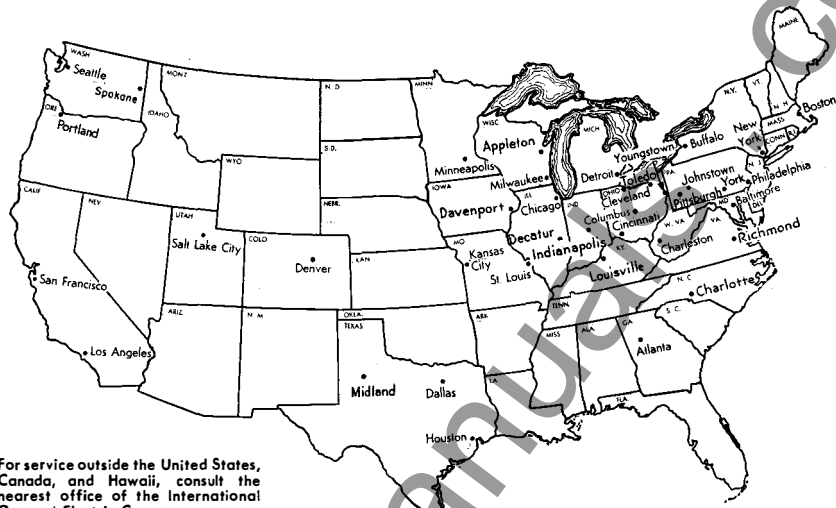 MAINE
WASH
Seattle
Spokane
MONT
N. D
MINN
N.Y.
VT.
N. H
MASS
CONN
Boston
ORE
Portland
IDAHO
WISC
Appleton
MICH
Youngstown
Buffalo
New
York
S.D.
Minneapolis
WYO
Milwaukee
Detroit
Toledo
PA.
Johnstown
N. J
Philadelphia
IOWA
OHIO
Cleveland
Pittsburgh
York
MD
Baltimore
DEL
CALIF
NEV
NEBR.
Davenport
ILL
Chicago
IND
Columbus
Cincinnati
W. VA
VA
UTAH
Salt Lake City
COLO
Decatur
Indianapolis
Charleston
Richmond
Denver
KAN
MO
Kansas
City
St. Louis
KY.
Louisville
San Francisco
N. C
Charlotte
ARIZ
N M
OKLA.
TEXAS
ARK
TENN.
S. C.
MISS
ALA.
GA
Atlanta
Los Angeles
Midland
Dallas
LA
FLA.
Houston
For service outside the United States,
Canada, and Hawaii, consult the
nearest office of the International